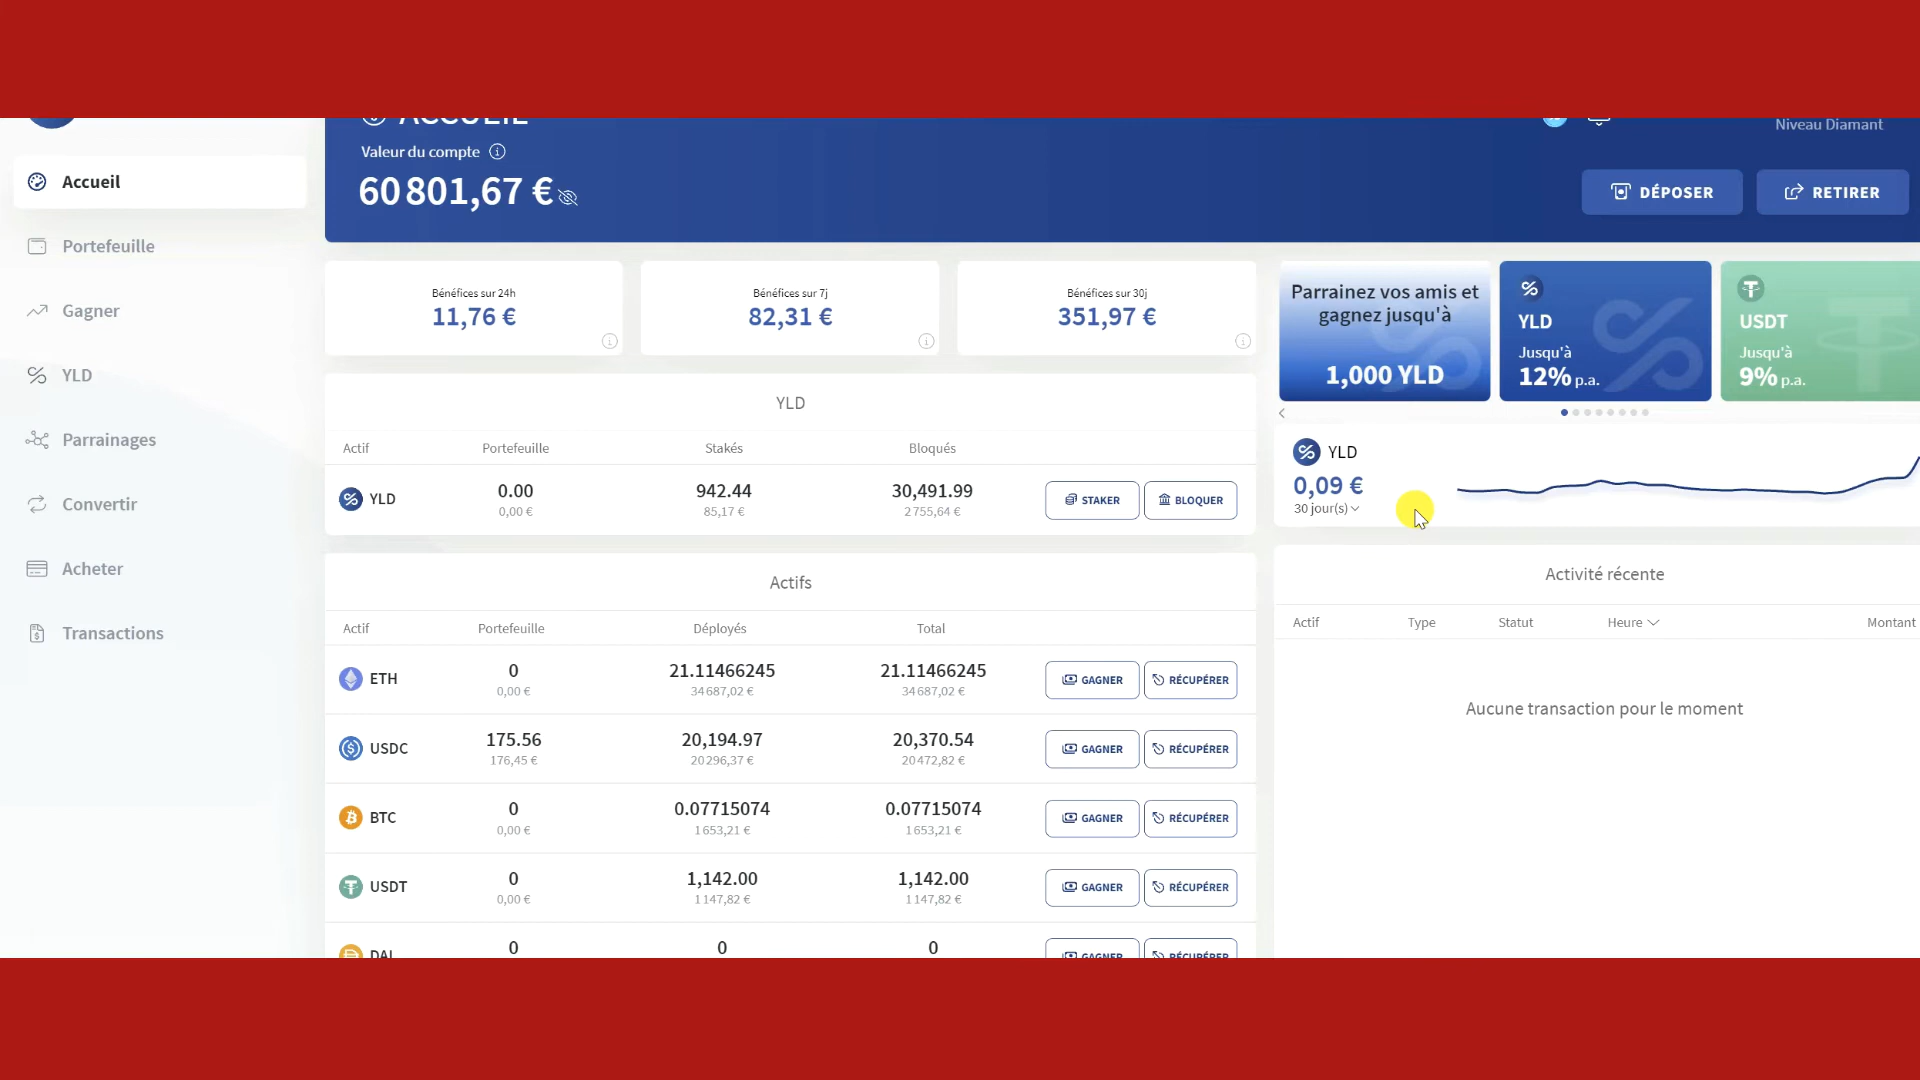 ACCUEIL
Niveau Diamant
Valeur du compte
60 801,67 €
DÉPOSER
RETIRER
Accueil
Portefeuille
Gagner
YLD
Parrainages
Convertir
Acheter
Transactions
Bénéfices sur 24h
11,76 €
Bénéfices sur 7j
82,31 €
Bénéfices sur 30j
351,97 €
YLD
Actif Portefeuille Stakés Bloqués
YLD 0.00 942.44 30,491.99 STAKER BLOQUER
0,00 € 85,17 € 2 755,64 €
Actifs
Actif Portefeuille Déployés Total
ETH 0 21.11466245 21.11466245 GAGNER RÉCUPÉRER
0,00 € 34 687,02 € 34 687,02 €
USDC 175.56 20,194.97 20,370.54 GAGNER RÉCUPÉRER
176,45 € 20 296,37 € 20 472,82 €
BTC 0 0.07715074 0.07715074 GAGNER RÉCUPÉRER
0,00 € 1 653,21 € 1 653,21 €
USDT 0 1,142.00 1,142.00 GAGNER RÉCUPÉRER
0,00 € 1 147,82 € 1 147,82 €
DAI 0 0 0 GAGNER RÉCUPÉRER
Parrainez vos amis et
gagnez jusqu'à
1,000 YLD
YLD
Jusqu'à
12% p.a.
USDT
Jusqu'à
9% p.a.
YLD
0,09 €
30 jour(s)
Activité récente
Actif Type Statut Heure Montant
Aucune transaction pour le moment